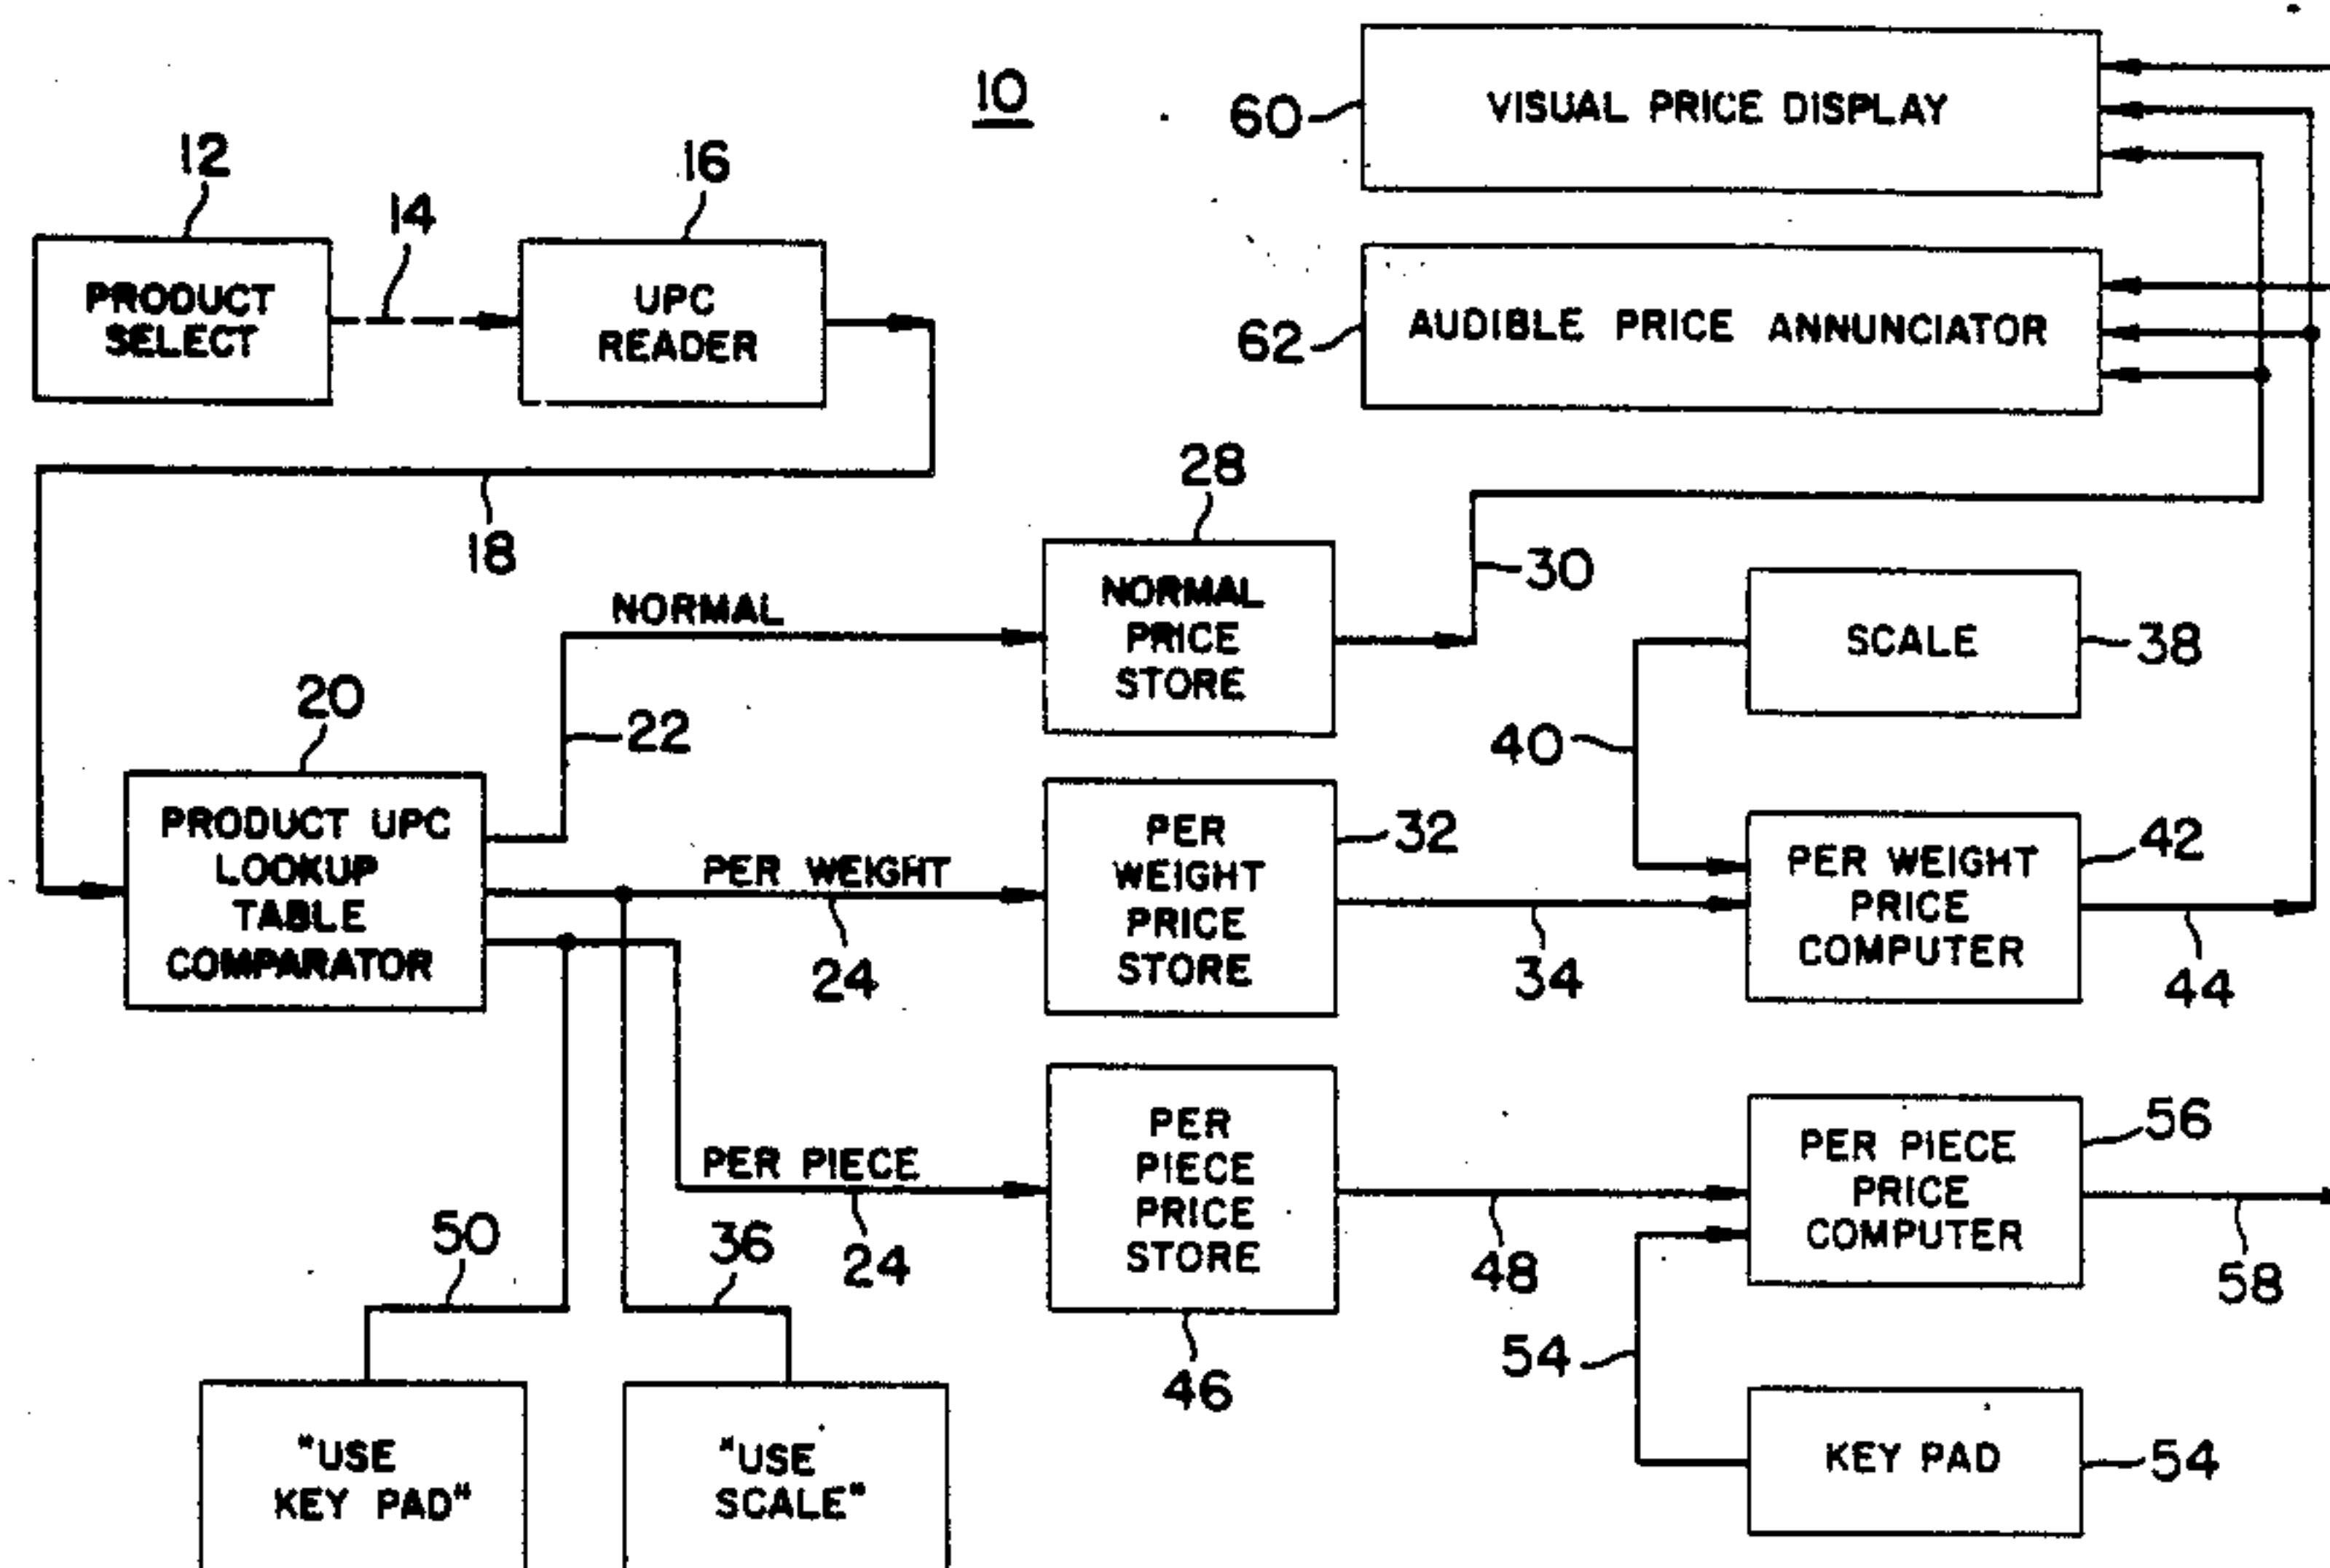 10
60
VISUAL PRICE DISPLAY
12
14
16
PRODUCT
SELECT
UPC
READER
62
AUDIBLE PRICE ANNUNCIATOR
18
28
NORMAL
NORMAL
PRICE
STORE
30
SCALE
38
20
22
40
PRODUCT UPC
LOOKUP
TABLE
COMPARATOR
PER WEIGHT
24
PER
WEIGHT
PRICE
STORE
32
34
PER WEIGHT
PRICE
COMPUTER
42
44
PER PIECE
24
PER
PIECE
PRICE
STORE
46
48
PER PIECE
PRICE
COMPUTER
56
58
50
36
54
"USE
KEY PAD"
"USE
SCALE"
KEY PAD
54